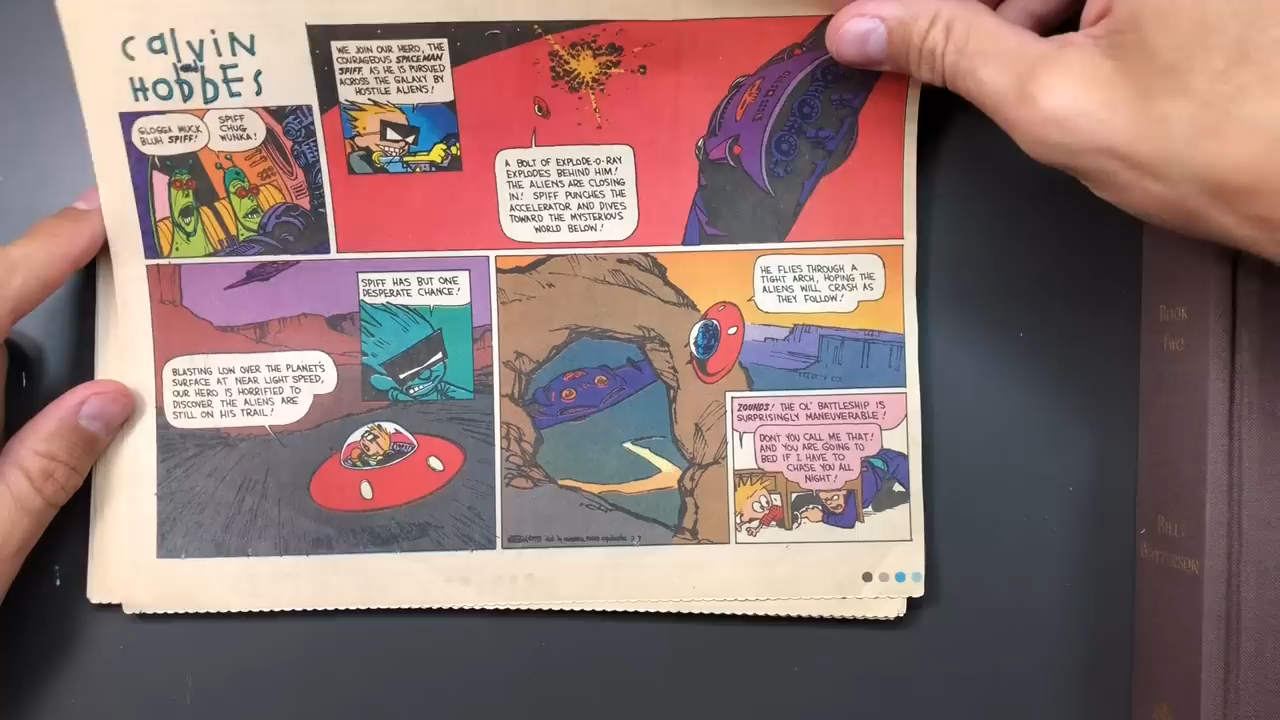 CALVIN
AND
HOBBES
GLOGGA MUCK
BLUH SPIFF!
SPIFF
CHUG
WUNKA!
WE JOIN OUR HERO, THE
COURAGEOUS SPACEMAN
SPIFF, AS HE IS PURSUED
ACROSS THE GALAXY BY
HOSTILE ALIENS!
A BOLT OF EXPLODE-O-RAY
EXPLODES BEHIND HIM!
THE ALIENS ARE CLOSING
IN! SPIFF PUNCHES THE
ACCELERATOR AND DIVES
TOWARD THE MYSTERIOUS
WORLD BELOW!
BLASTING LOW OVER THE PLANET'S
SURFACE AT NEAR LIGHT SPEED,
OUR HERO IS HORRIFIED TO
DISCOVER THE ALIENS ARE
STILL ON HIS TRAIL!
SPIFF HAS BUT ONE
DESPERATE CHANCE!
HE FLIES THROUGH A
TIGHT ARCH, HOPING THE
ALIENS WILL CRASH AS
THEY FOLLOW!
ZOUNDS! THE OL' BATTLESHIP IS
SURPRISINGLY MANEUVERABLE!
DON'T YOU CALL ME THAT!
AND YOU ARE GOING TO
BED IF I HAVE TO
CHASE YOU ALL
NIGHT!
BOOK
TWO
BILL
WATTERSON